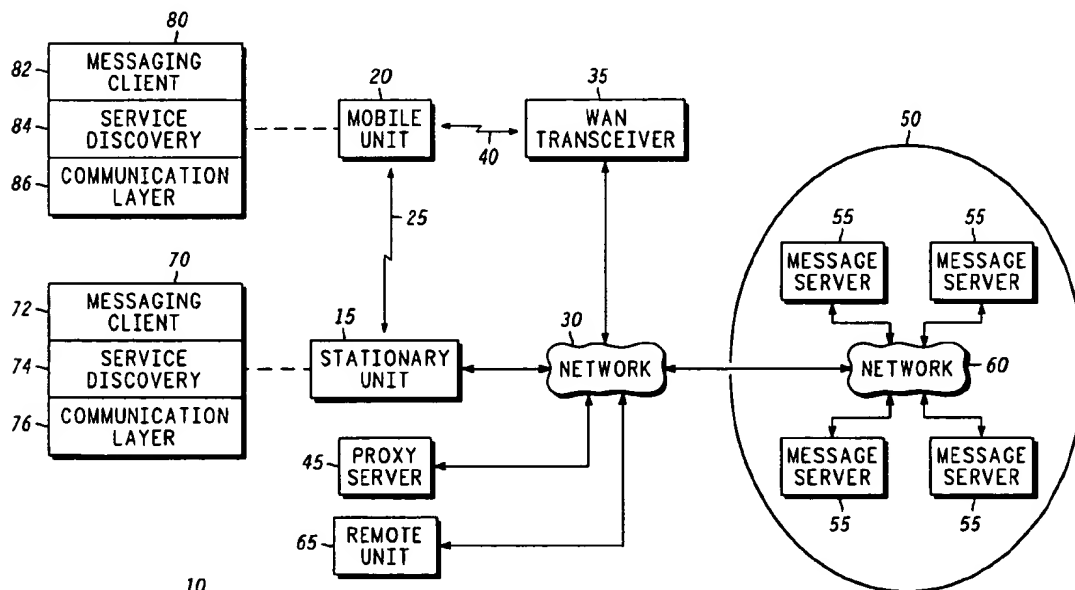 80
82
MESSAGING
CLIENT
84
SERVICE
DISCOVERY
86
COMMUNICATION
LAYER
20
MOBILE
UNIT
40
35
WAN
TRANSCEIVER
25
70
72
MESSAGING
CLIENT
74
SERVICE
DISCOVERY
76
COMMUNICATION
LAYER
15
STATIONARY
UNIT
30
NETWORK
45
PROXY
SERVER
65
REMOTE
UNIT
50
55
MESSAGE
SERVER
55
MESSAGE
SERVER
NETWORK
60
MESSAGE
SERVER
55
MESSAGE
SERVER
55
10